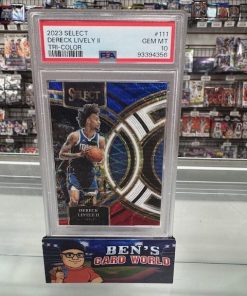 2023 SELECT #111
DERECK LIVELY II GEM MT
TRI-COLOR 10
PSA 93394356
SELECT
DERECK
LIVELY II
BEN'S
CARD WORLD